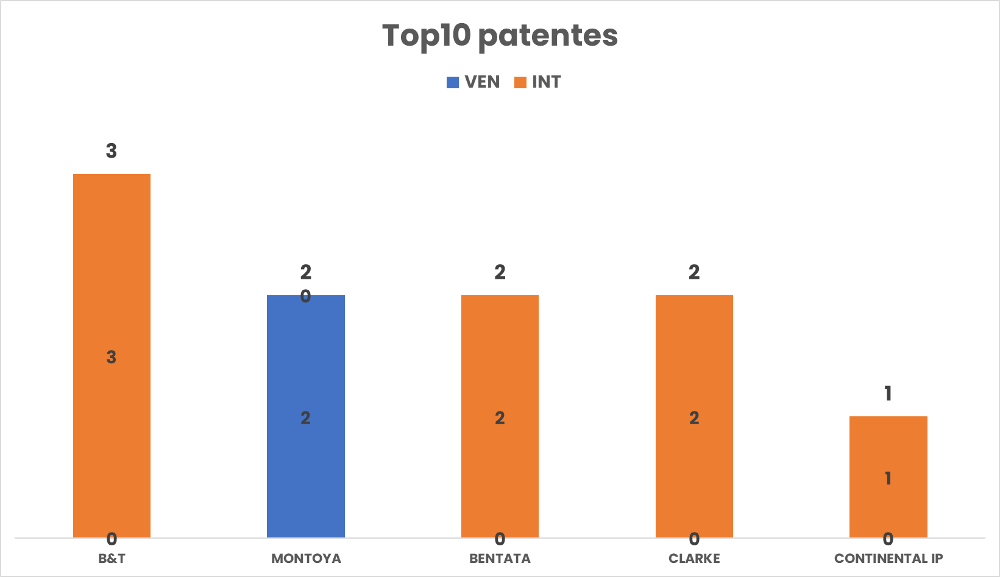 Top10 patentes
VEN INT
3
2
0
2
2
1
3
2
2
2
1
0
0
0
0
B&T
MONTOYA
BENTATA
CLARKE
CONTINENTAL IP